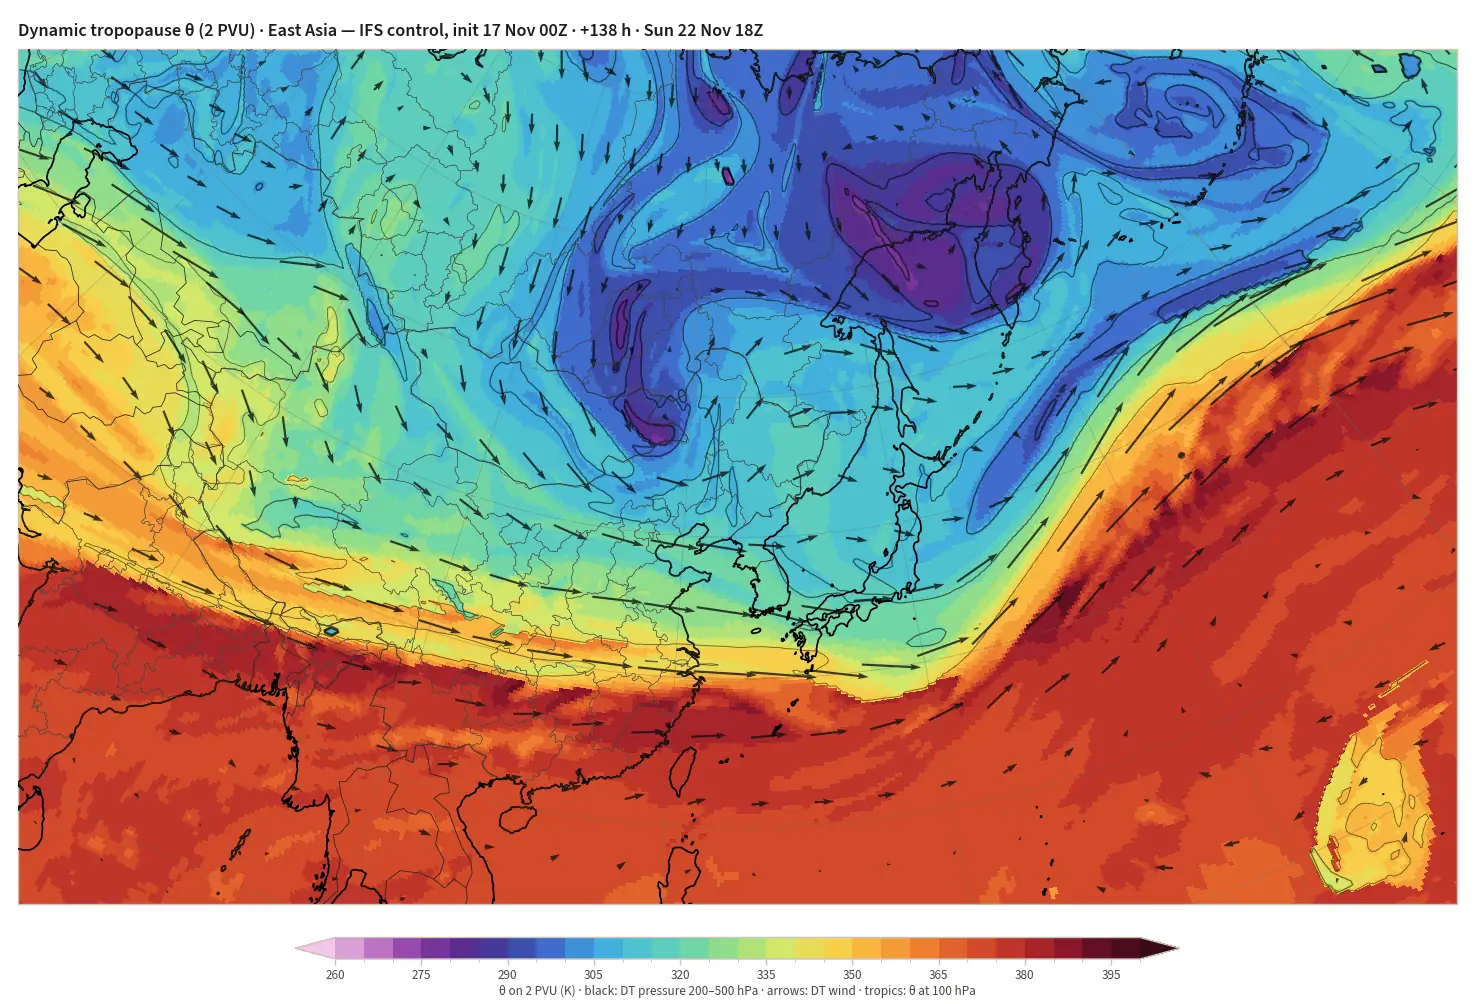 Dynamic tropopause θ (2 PVU) · East Asia — IFS control, init 17 Nov 00Z · +138 h · Sun 22 Nov 18Z
260 275 290 305 320 335 350 365 380 395
θ on 2 PVU (K) · black: DT pressure 200–500 hPa · arrows: DT wind · tropics: θ at 100 hPa